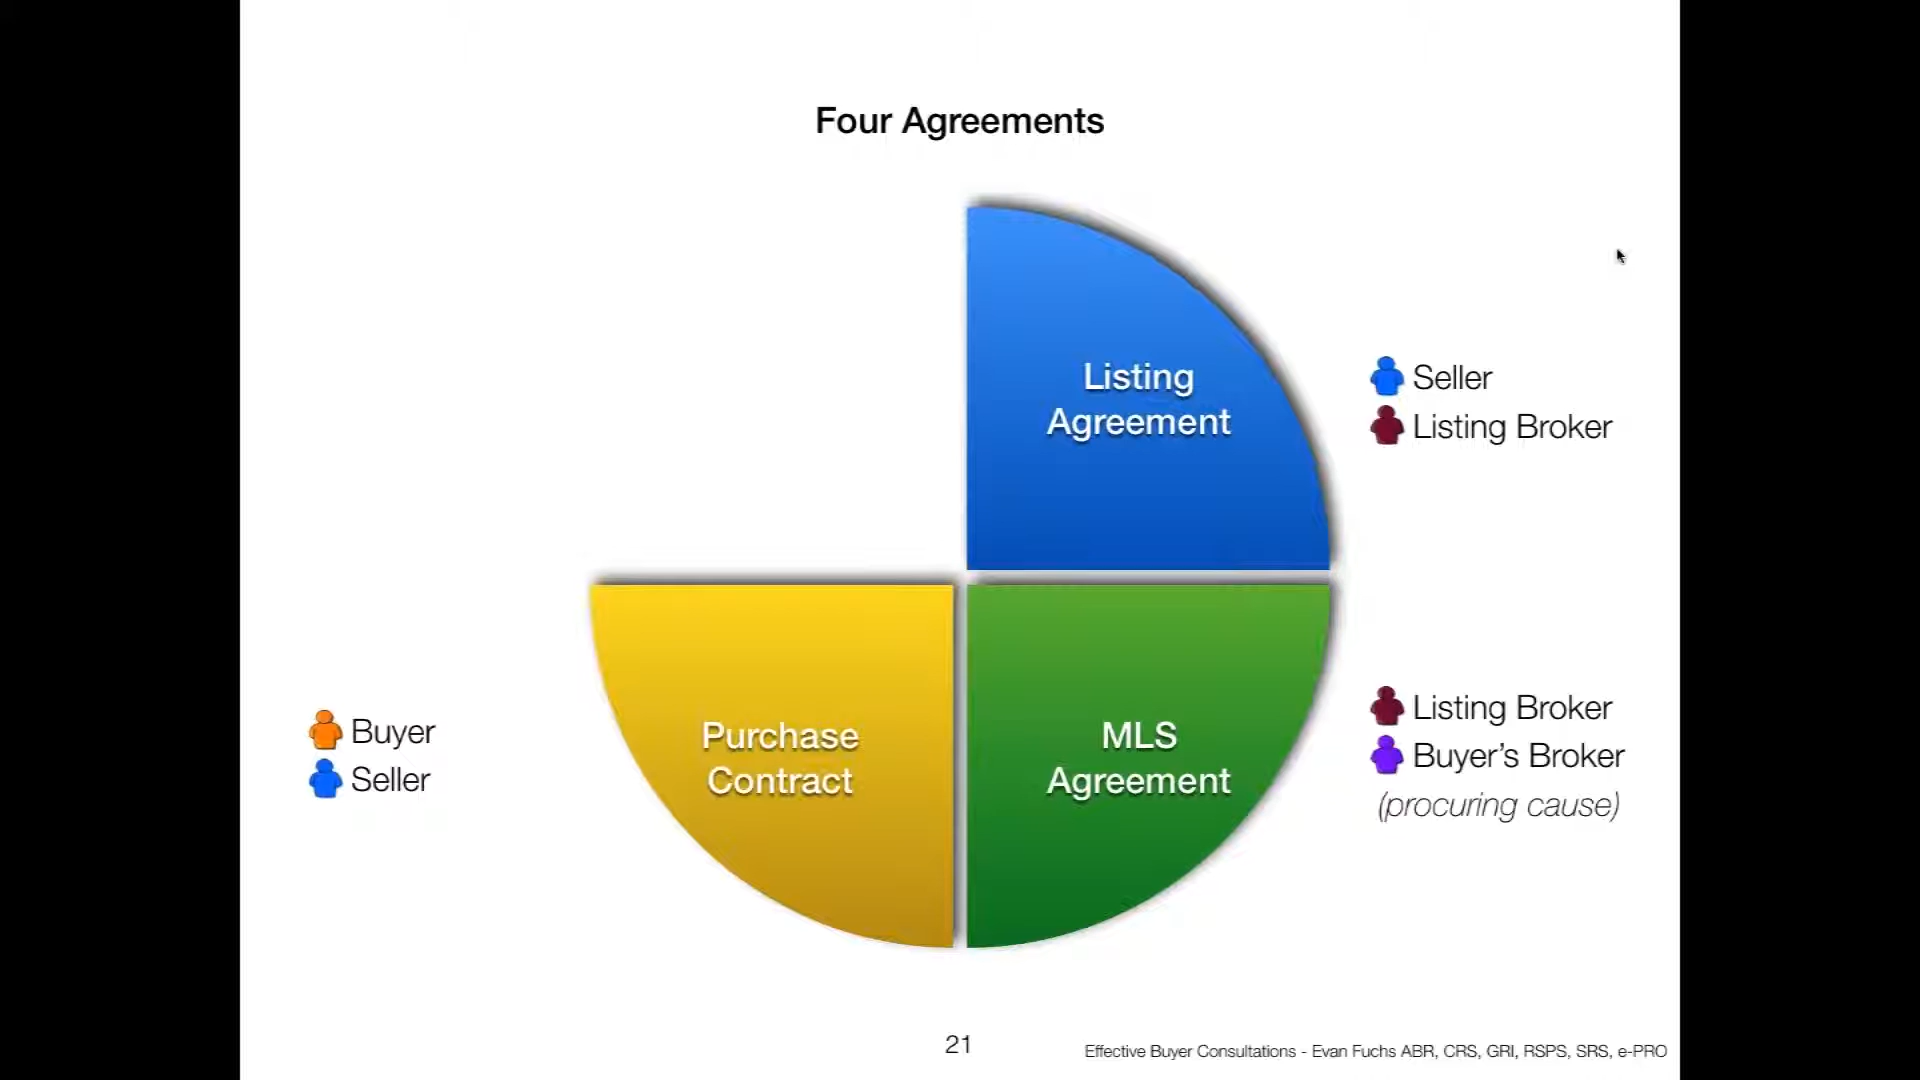 Four Agreements
Listing
Agreement
Seller
Listing Broker
Buyer
Seller
Purchase
Contract
MLS
Agreement
Listing Broker
Buyer’s Broker
(procuring cause)
21
Effective Buyer Consultations - Evan Fuchs ABR, CRS, GRI, RSPS, SRS, e-PRO